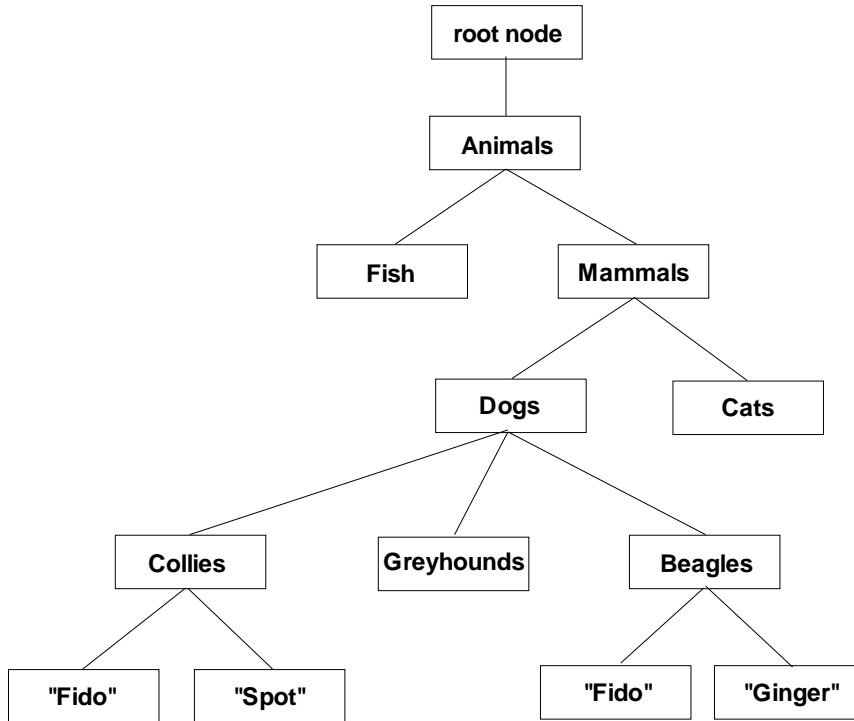 root node
Animals
Fish
Mammals
Dogs
Cats
Collies
Greyhounds
Beagles
"Fido"
"Spot"
"Fido"
"Ginger"